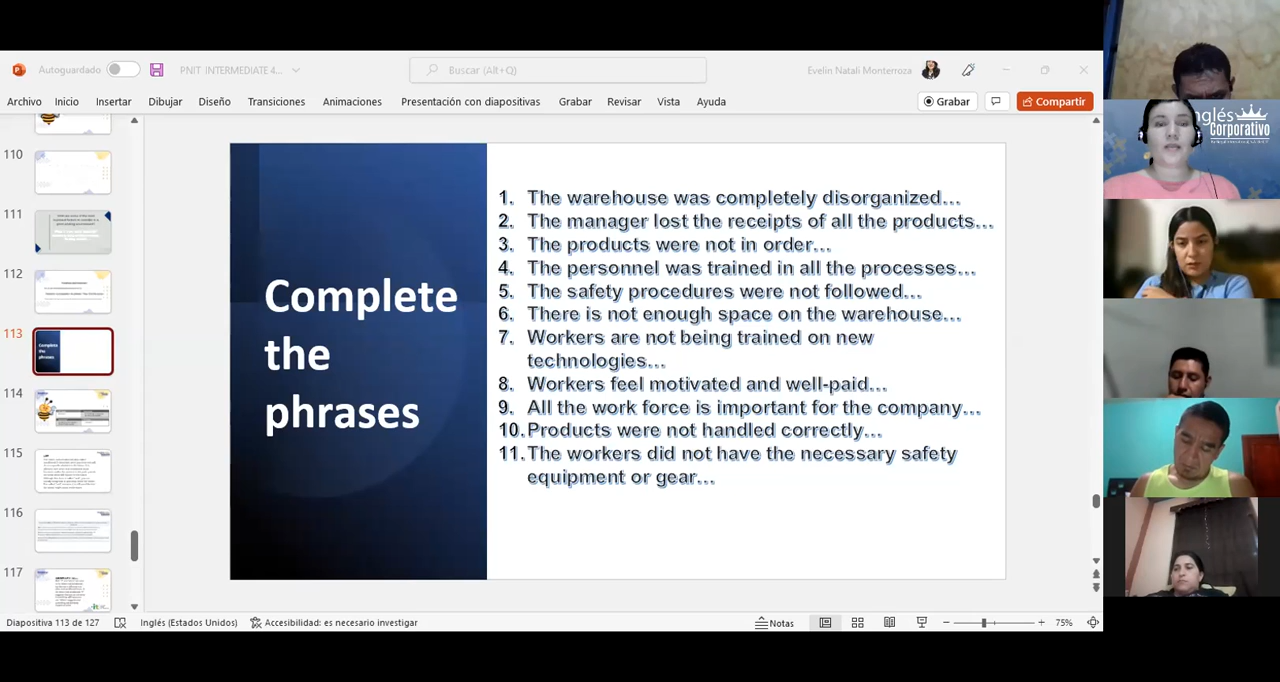 Autoguardado
PNIT INTERMEDIATE 4...
Buscar (Alt+Q)
Evelin Natali Monterroza
Archivo Inicio Insertar Dibujar Diseño Transiciones Animaciones Presentación con diapositivas Grabar Revisar Vista Ayuda
Grabar
Compartir
110
111
112
113
114
115
116
117
Complete
the
phrases
1. The warehouse was completely disorganized...
2. The manager lost the receipts of all the products...
3. The products were not in order...
4. The personnel was trained in all the processes...
5. The safety procedures were not followed...
6. There is not enough space on the warehouse...
7. Workers are not being trained on new
technologies...
8. Workers feel motivated and well-paid...
9. All the work force is important for the company...
10. Products were not handled correctly...
11. The workers did not have the necessary safety
equipment or gear...
Diapositiva 113 de 127 Inglés (Estados Unidos) Accesibilidad: es necesario investigar
Notas
75%
Corporativo